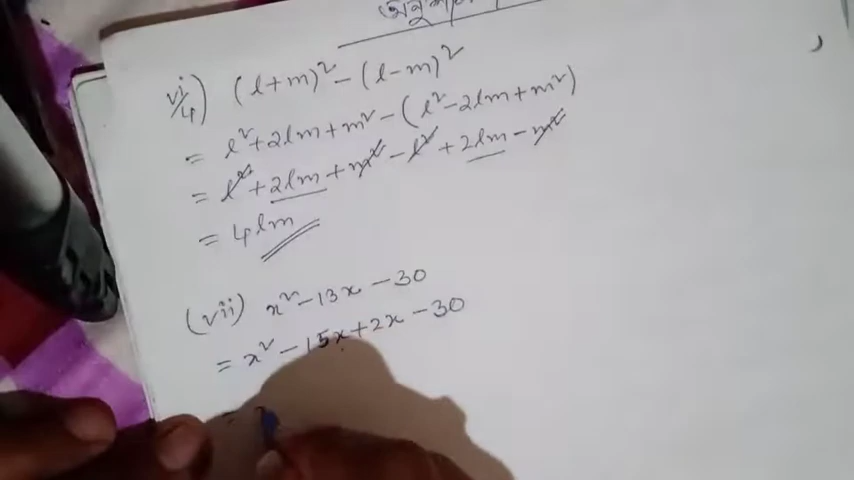 vi/4) (l+m)² - (l-m)²
= l²+2lm+m² - (l²-2lm+m²)
= l²+2lm+m² - l²+2lm - m²
= 4lm
(vii) x² - 13x - 30
= x² - 15x + 2x - 30
=